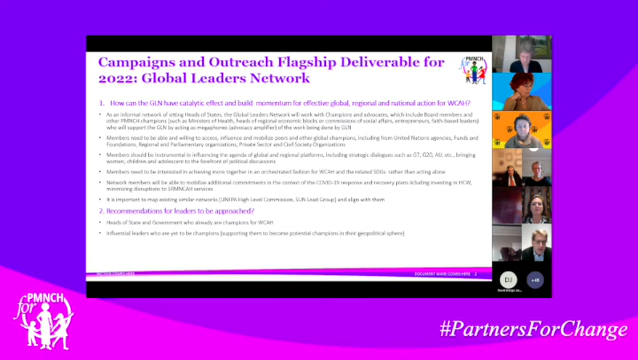 Campaigns and Outreach Flagship Deliverable for
2022: Global Leaders Network
PMNCH
1. How can the GLN have catalytic effect and build momentum for effective global, regional and national action for WCAH?
• As an informal network of sitting Heads of States, the Global Leaders Network will work with Champions and advocates, which include Board members and
other PMNCH champions (such as Ministers of Health, heads of regional economic blocks or commissions of social affairs, entrepreneurs, faith-based leaders)
who will support the GLN by acting as megaphones (advocacy amplifier) of the work being done by GLN
• Members need to be able and willing to access, influence and mobilize peers and other global champions, including from United Nations agencies, Funds and
Foundations, Regional and Parliamentary organisations, Private Sector and Civil Society Organisations
• Members should be instrumental in influencing the agenda of global and regional platforms, including strategic dialogues such as G7, G20, AU, etc., bringing
women, children and adolescent to the forefront of political discussions
• Members need to be interested in achieving more together in an orchestrated fashion for WCAH and the related SDGs rather than acting alone
• Network members will be able to mobilize additional commitments in the context of the COVID-19 response and recovery plans including investing in HCW,
minimizing disruptions to SRMNCAH services
• It is important to map existing similar networks (UNFPA High Level Commission, SUN Lead Group) and align with them
2. Recommendations for leaders to be approached?
• Heads of State and Government who already are champions for WCAH
• Influential leaders who are yet to be champions (supporting them to become potential champions in their geopolitical sphere)
DOCUMENT NAME COMES HERE 2
DJ
+48
for
PMNCH
#PartnersForChange